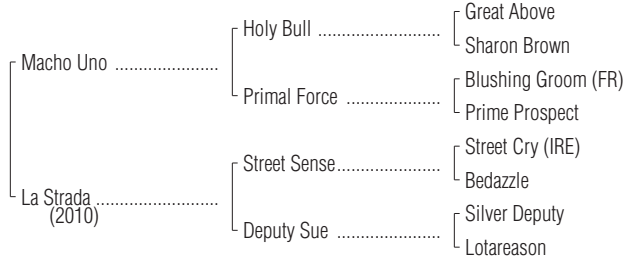 Great Above
Holy Bull ..............................
Sharon Brown
Macho Uno .........................
Blushing Groom (FR)
Primal Force .......................
Prime Prospect
Street Cry (IRE)
Street Sense.........................
Bedazzle
La Strada ..............................
(2010)
Silver Deputy
Deputy Sue .........................
Lotareason